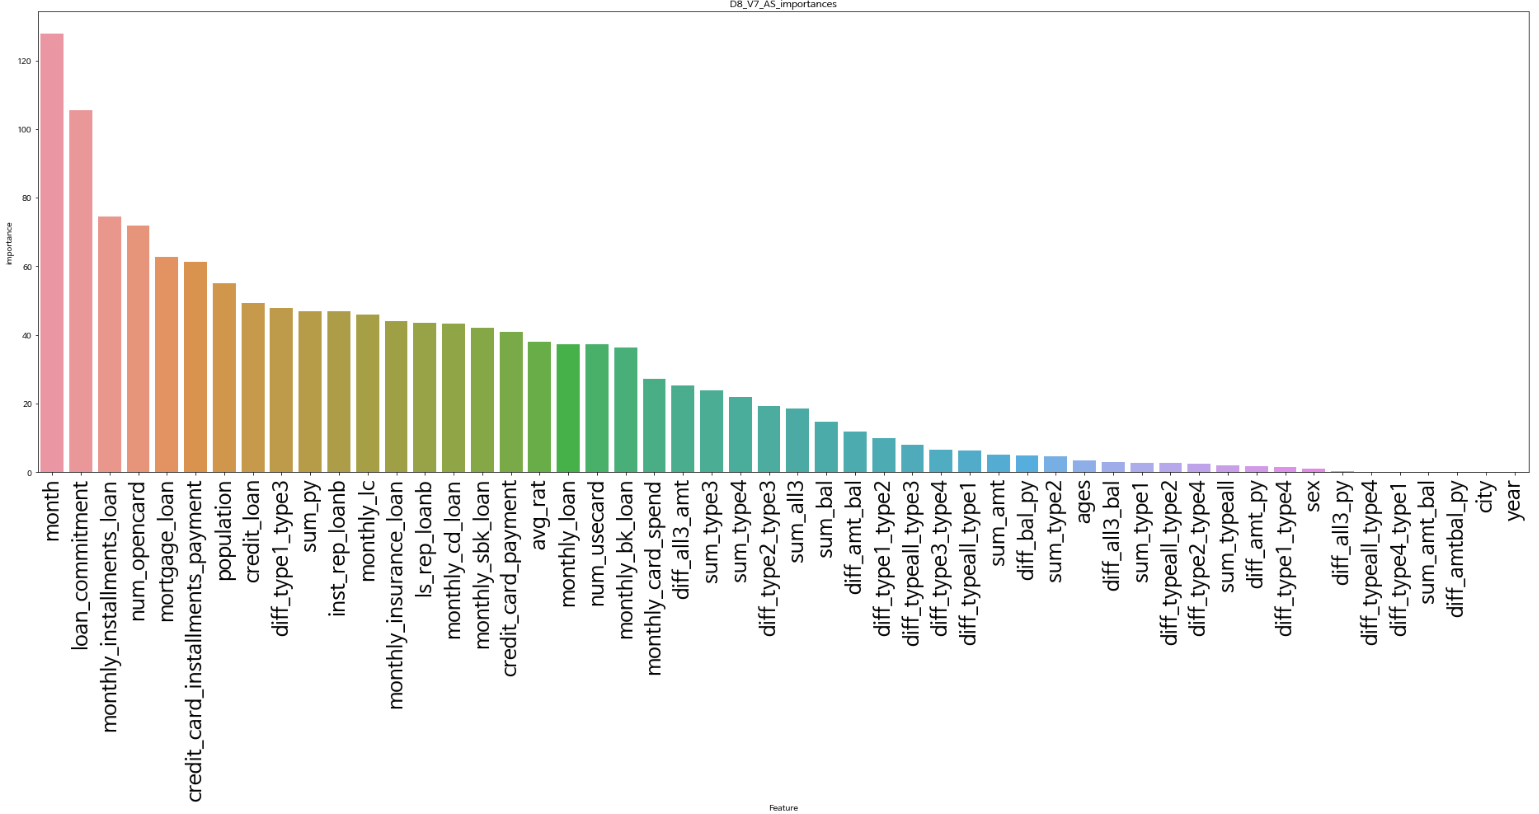 D8_V7_AS_importances
importance
120
100
80
60
40
20
0
month
loan_commitment
monthly_installments_loan
num_opencard
mortgage_loan
credit_card_installments_payment
population
credit_loan
diff_type1_type3
sum_py
inst_rep_loanb
monthly_lc
monthly_insurance_loan
ls_rep_loanb
monthly_cd_loan
monthly_sbk_loan
credit_card_payment
avg_rat
monthly_loan
num_usecard
monthly_bk_loan
monthly_card_spend
diff_all3_amt
sum_type3
sum_type4
diff_type2_type3
sum_all3
sum_bal
diff_amt_bal
diff_type1_type2
diff_typeall_type3
diff_type3_type4
diff_typeall_type1
sum_amt
diff_bal_py
sum_type2
ages
diff_all3_bal
sum_type1
diff_typeall_type2
diff_type2_type4
sum_typeall
diff_amt_py
diff_type1_type4
sex
diff_all3_py
diff_typeall_type4
diff_type4_type1
sum_amt_bal
diff_amtbal_py
city
year
Feature